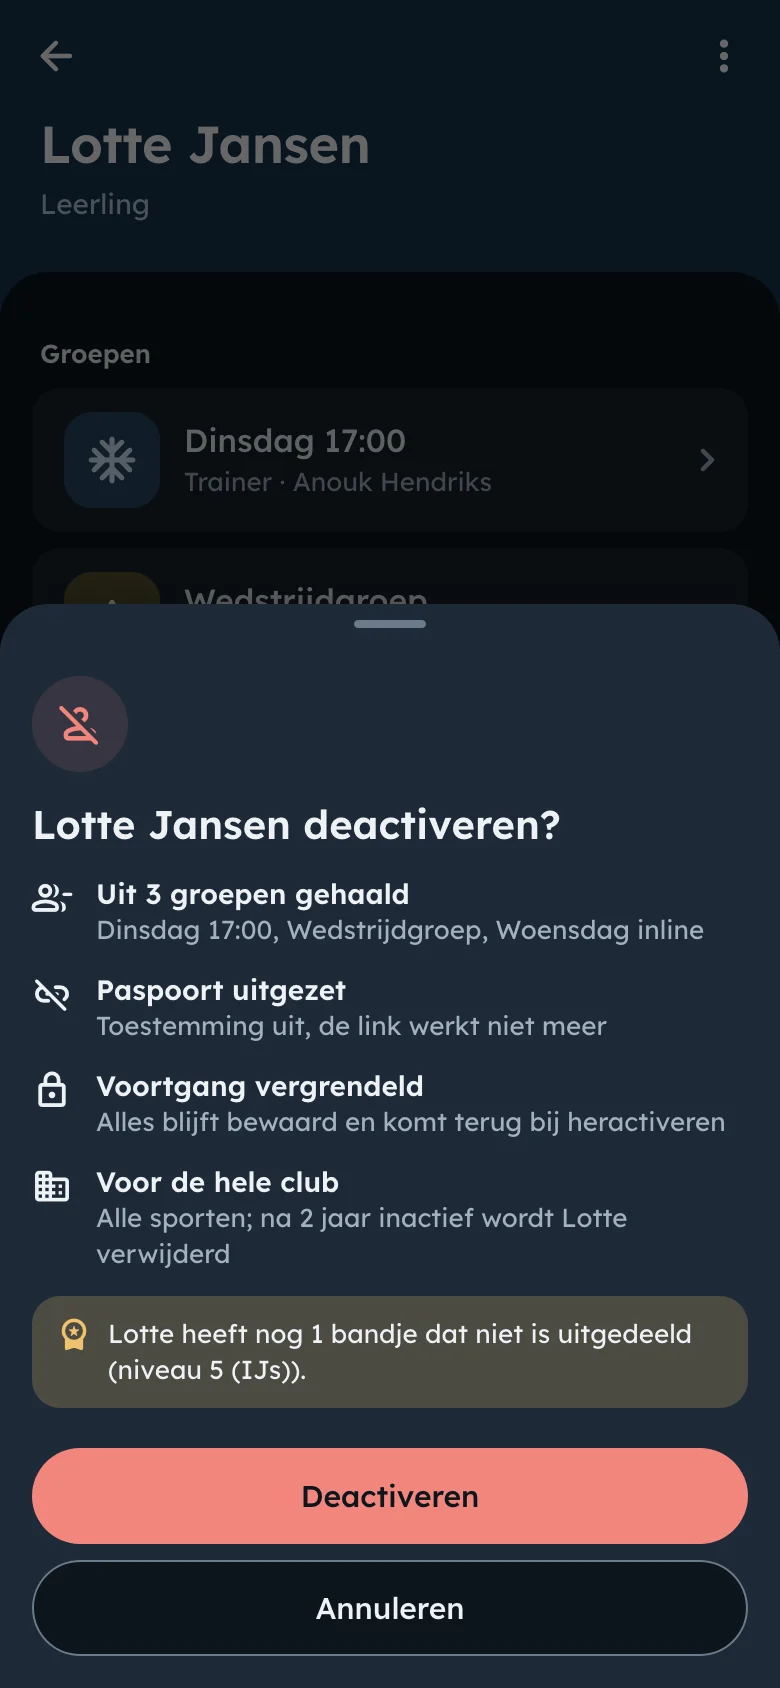 Lotte Jansen
Leerling
Groepen
Dinsdag 17:00
Trainer · Anouk Hendriks
Wedstrijdgroep
Lotte Jansen deactiveren?
Uit 3 groepen gehaald
Dinsdag 17:00, Wedstrijdgroep, Woensdag inline
Paspoort uitgezet
Toestemming uit, de link werkt niet meer
Voortgang vergrendeld
Alles blijft bewaard en komt terug bij heractiveren
Voor de hele club
Alle sporten; na 2 jaar inactief wordt Lotte
verwijderd
Lotte heeft nog 1 bandje dat niet is uitgedeeld
(niveau 5 (IJs)).
Deactiveren
Annuleren